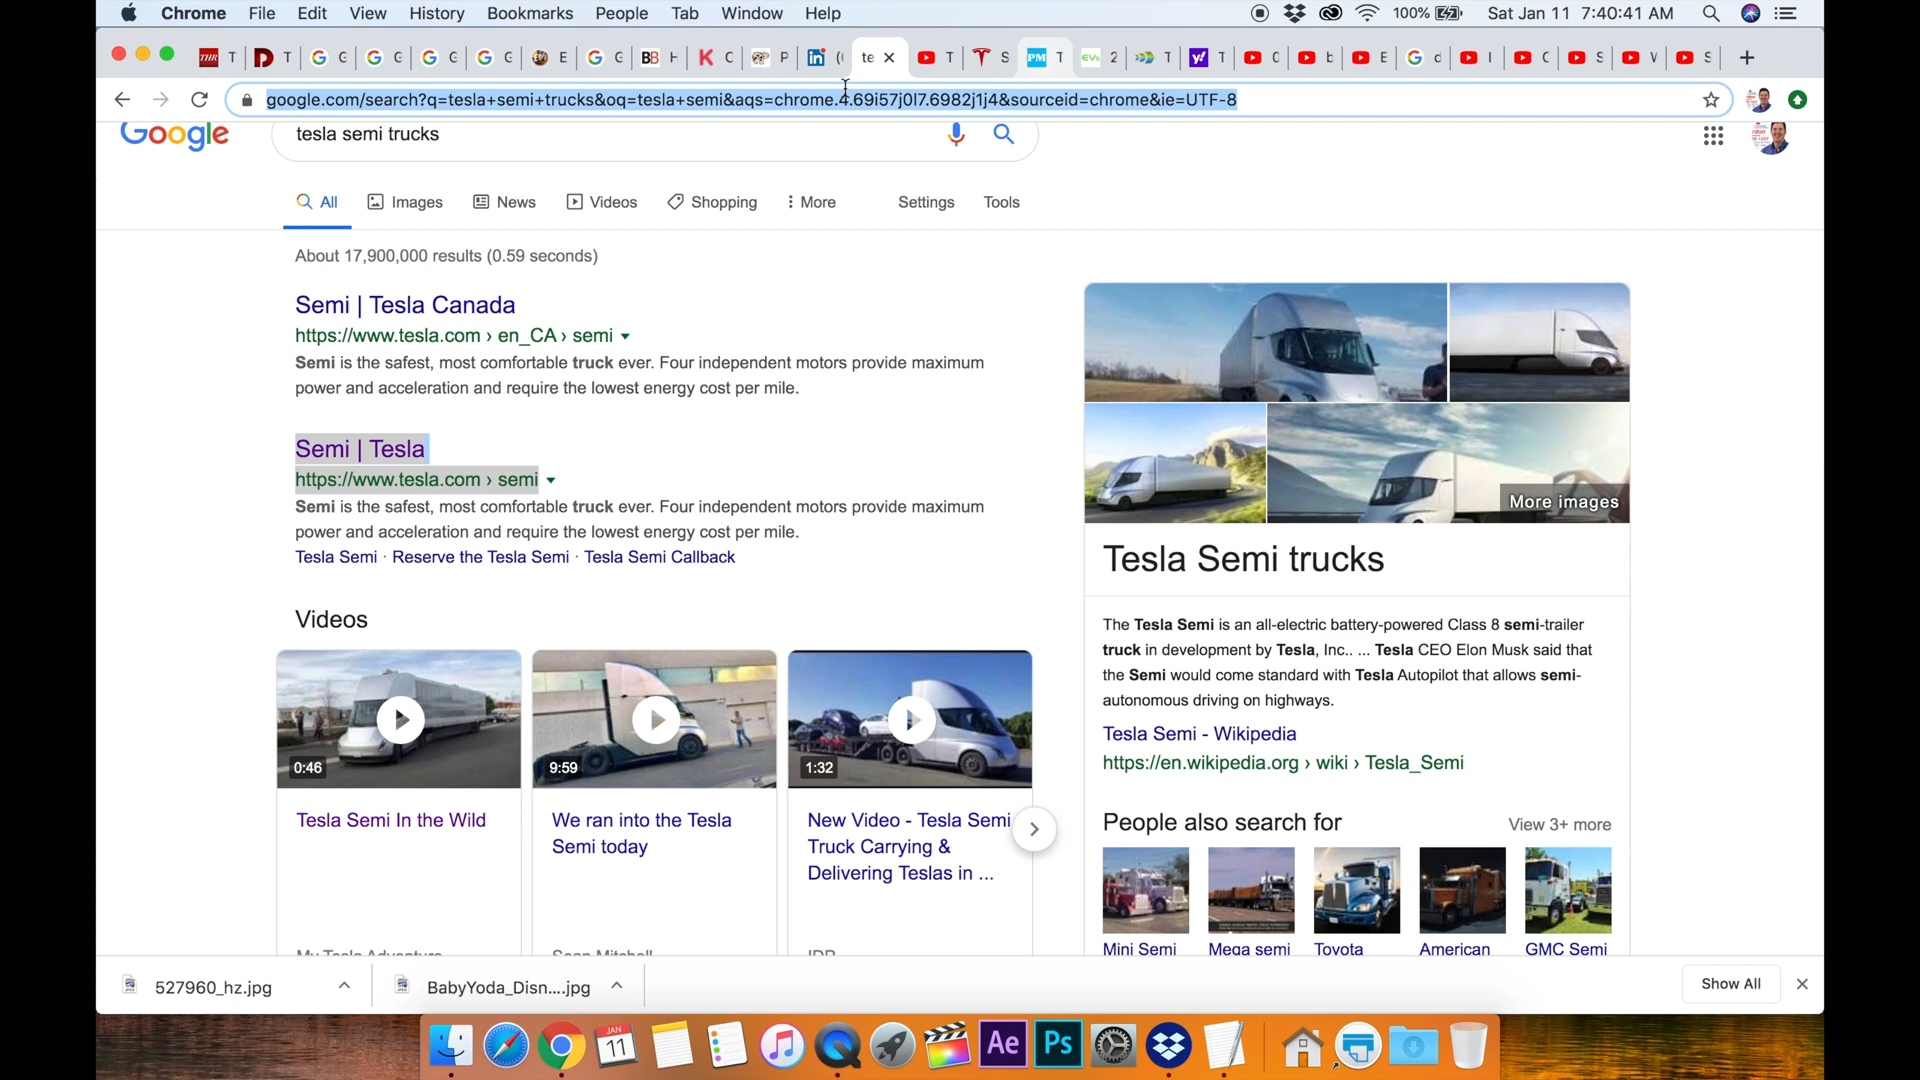 Chrome File Edit View History Bookmarks People Tab Window Help 100% Sat Jan 11 7:40:41 AM
THR T T G G G G E G BB H K C P in ( te T S PM T EVs 2 T y! T b E G d I C S S
google.com/search?q=tesla+semi+trucks&oq=tesla+semi&aqs=chrome.4.69i57j0l7.6982j1j4&sourceid=chrome&ie=UTF-8
Google tesla semi trucks
All Images News Videos Shopping More Settings Tools
About 17,900,000 results (0.59 seconds)
Semi | Tesla Canada
https://www.tesla.com › en_CA › semi
Semi is the safest, most comfortable truck ever. Four independent motors provide maximum
power and acceleration and require the lowest energy cost per mile.
Semi | Tesla
https://www.tesla.com › semi
Semi is the safest, most comfortable truck ever. Four independent motors provide maximum
power and acceleration and require the lowest energy cost per mile.
Tesla Semi · Reserve the Tesla Semi · Tesla Semi Callback
Videos
0:46
9:59
1:32
Tesla Semi In the Wild
We ran into the Tesla
Semi today
New Video - Tesla Semi
Truck Carrying &
Delivering Teslas in ...
My Tesla Adventure
Sean Mitchell
More images
Tesla Semi trucks
The Tesla Semi is an all-electric battery-powered Class 8 semi-trailer
truck in development by Tesla, Inc.. ... Tesla CEO Elon Musk said that
the Semi would come standard with Tesla Autopilot that allows semi-
autonomous driving on highways.
Tesla Semi - Wikipedia
https://en.wikipedia.org › wiki › Tesla_Semi
People also search for View 3+ more
Mini Semi Mega semi Toyota American GMC Semi
527960_hz.jpg BabyYoda_Disn....jpg Show All
JAN
11
Ae Ps